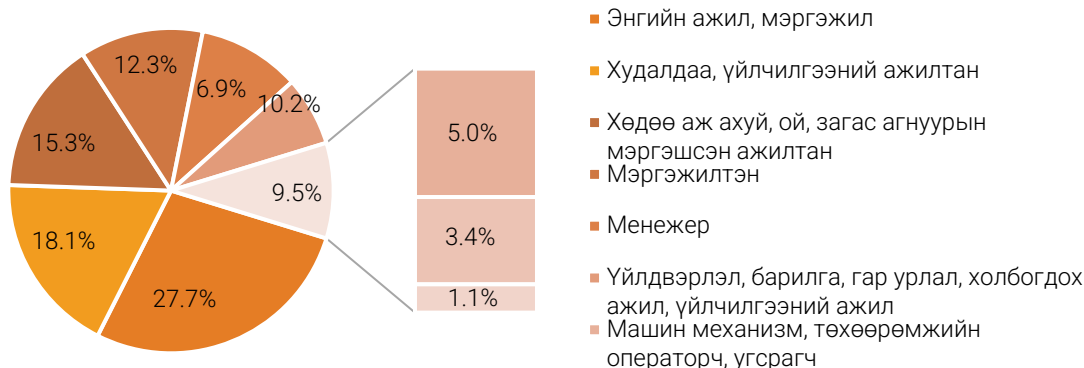 12.3%
6.9%
10.2%
15.3%
9.5%
18.1%
27.7%
5.0%
3.4%
1.1%
Энгийн ажил, мэргэжил
Худалдаа, үйлчилгээний ажилтан
Хөдөө аж ахуй, ой, загас агнуурын
мэргэшсэн ажилтан
Мэргэжилтэн
Менежер
Үйлдвэрлэл, барилга, гар урлал, холбогдох
ажил, үйлчилгээний ажил
Машин механизм, төхөөрөмжийн
операторч, угсрагч